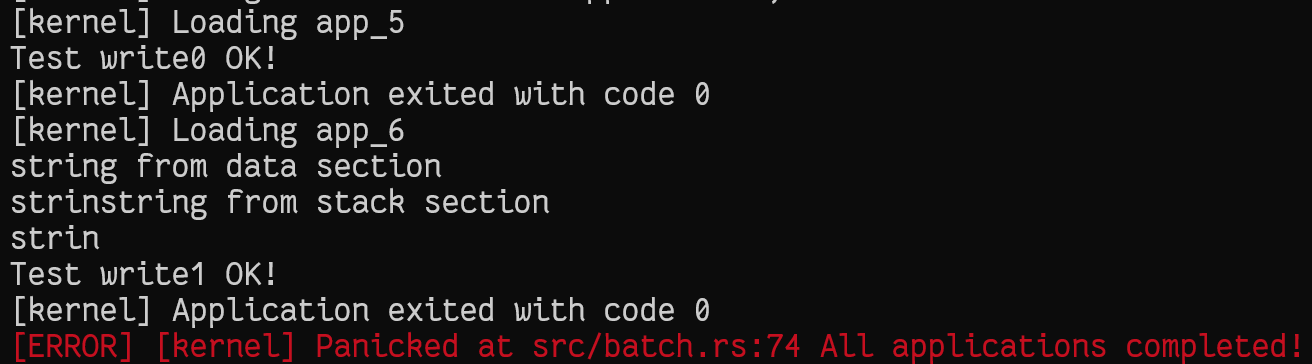 [kernel] Loading app_5
Test write0 OK!
[kernel] Application exited with code 0
[kernel] Loading app_6
string from data section
strinstring from stack section
strin
Test write1 OK!
[kernel] Application exited with code 0
[ERROR] [kernel] Panicked at src/batch.rs:74 All applications completed!